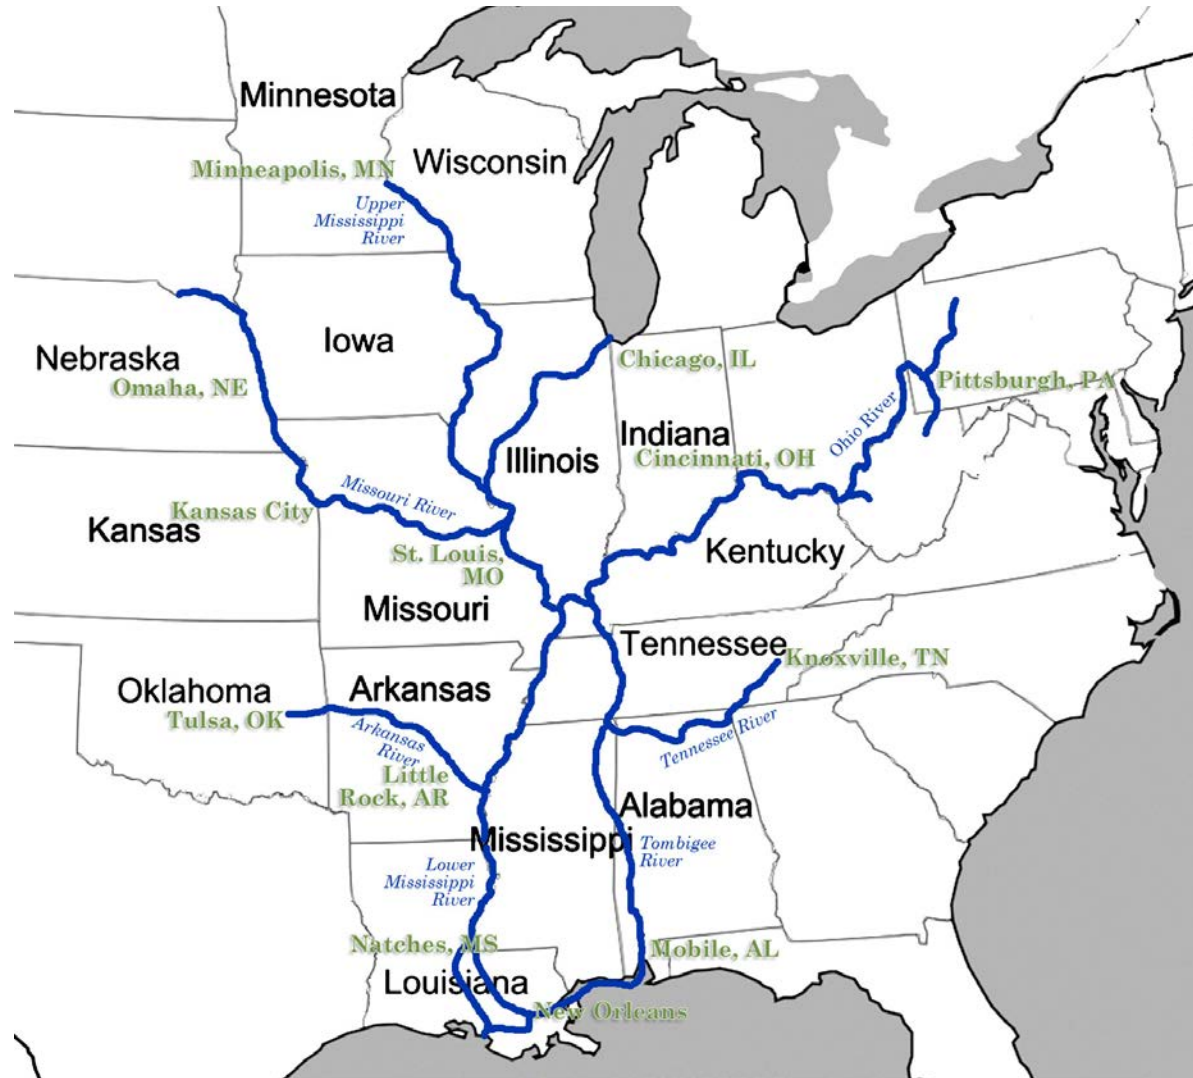 Minnesota
Minneapolis, MN
Wisconsin
Upper
Mississippi
River
Iowa
Nebraska
Omaha, NE
Chicago, IL
Pittsburgh, PA
Ohio River
Indiana
Cincinnati, OH
Illinois
Missouri River
Kansas City
Kansas
St. Louis,
MO
Kentucky
Missouri
Tennessee
Knoxville, TN
Oklahoma
Tulsa, OK
Arkansas
Arkansas
River
Tennessee River
Little
Rock, AR
Alabama
Mississippi
Tombigee
River
Lower
Mississippi
River
Natches, MS
Mobile, AL
Louisiana
New Orleans